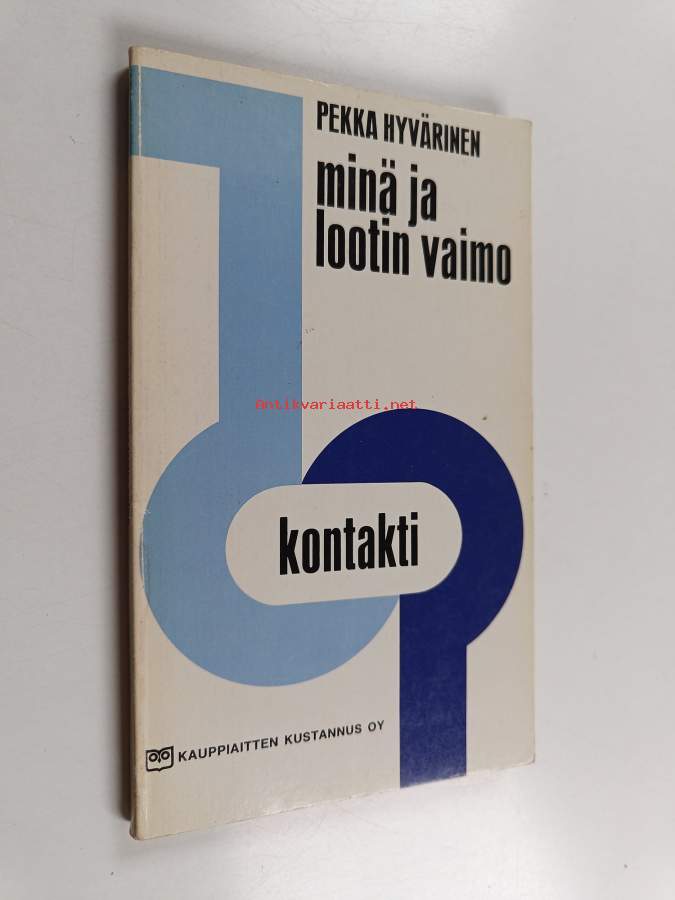 PEKKA HYVÄRINEN
minä ja
lootin vaimo
Antikvariaatti.net
kontakti
KAUPPIAITTEN KUSTANNUS OY